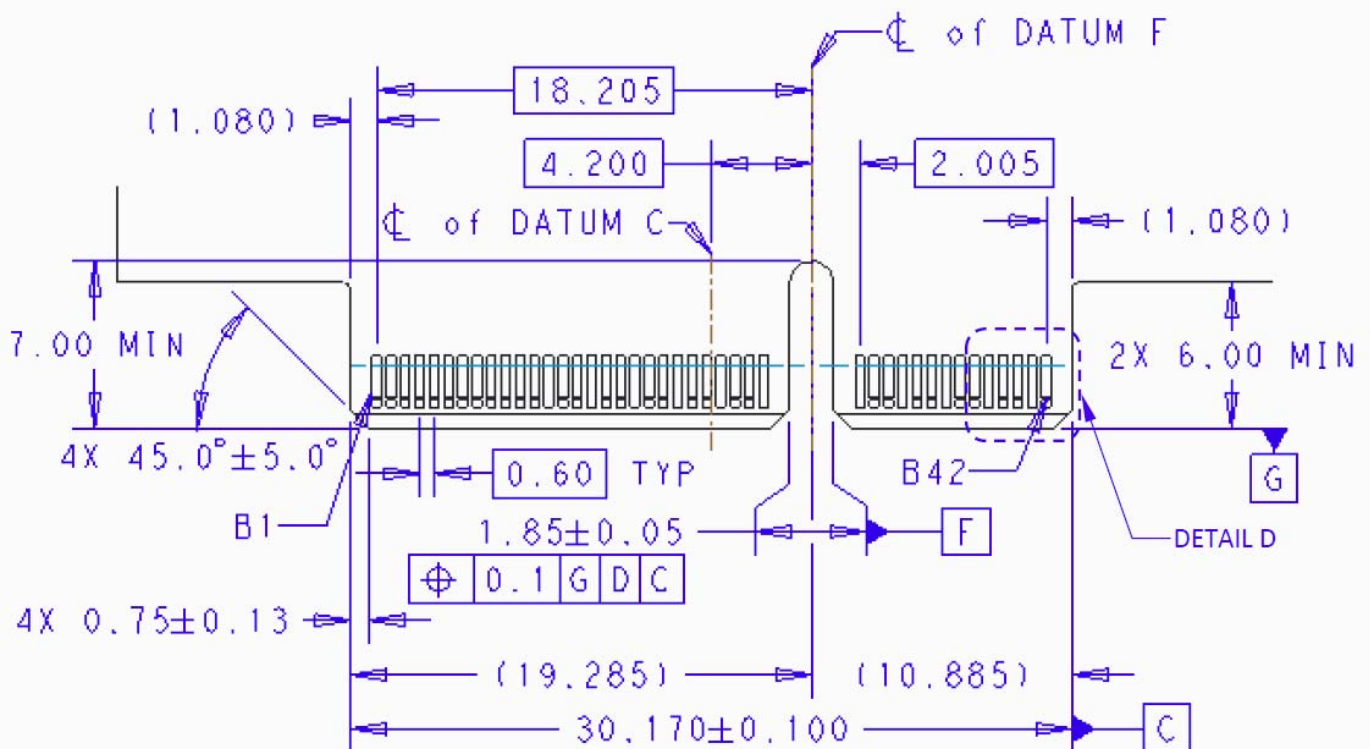 ℄ of DATUM F
18.205
(1.080)
4.200
2.005
℄ of DATUM C
(1.080)
7.00 MIN
2X 6.00 MIN
4X 45.0°±5.0°
0.60 TYP
B42
G
B1
1.85±0.05
F
DETAIL D
⌖ 0.1 G D C
4X 0.75±0.13
(19.285)
(10.885)
30.170±0.100
C